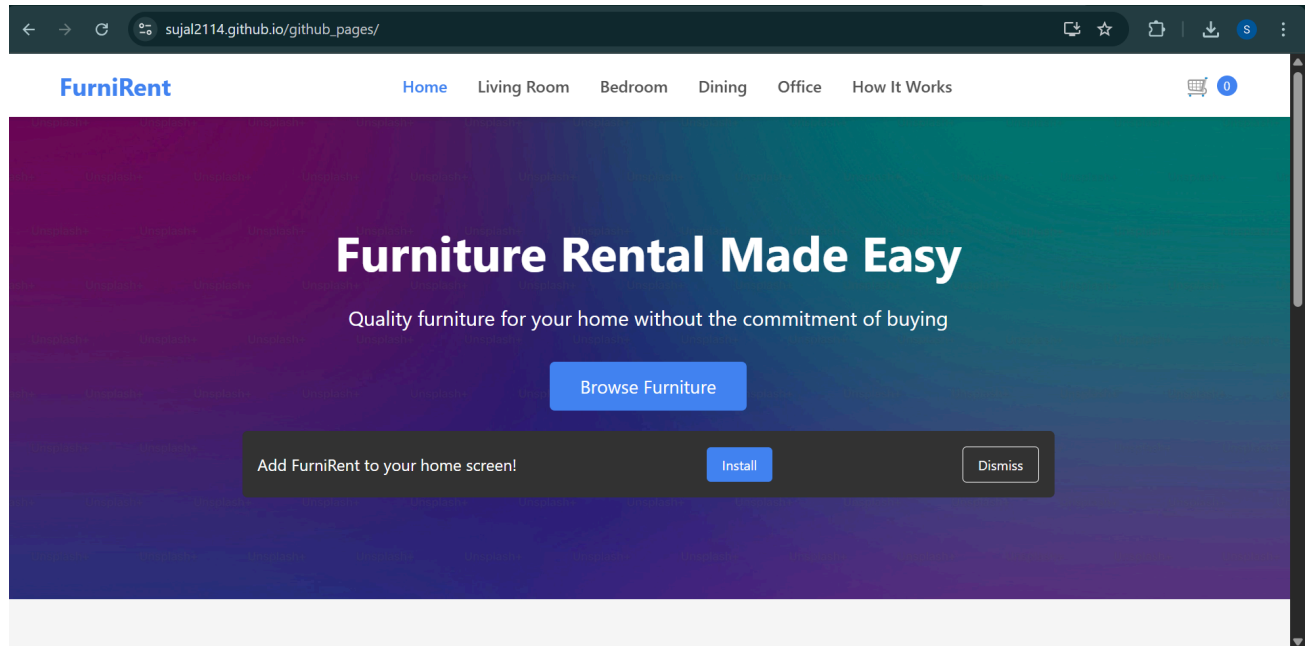 sujal2114.github.io/github_pages/
S
FurniRent
Home Living Room Bedroom Dining Office How It Works
0
Furniture Rental Made Easy
Quality furniture for your home without the commitment of buying
Browse Furniture
Add FurniRent to your home screen! Install Dismiss